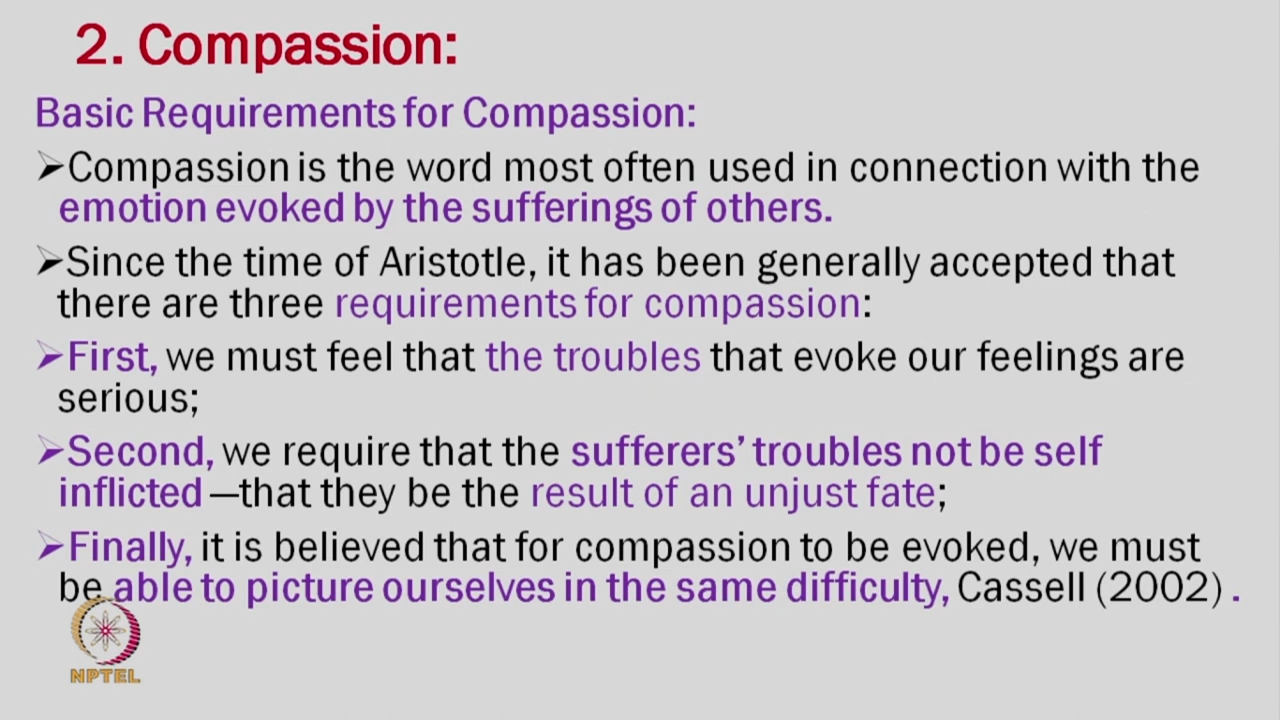 2. Compassion:
Basic Requirements for Compassion:
➢Compassion is the word most often used in connection with the
emotion evoked by the sufferings of others.
➢Since the time of Aristotle, it has been generally accepted that
there are three requirements for compassion:
➢First, we must feel that the troubles that evoke our feelings are
serious;
➢Second, we require that the sufferers’ troubles not be self
inflicted —that they be the result of an unjust fate;
➢Finally, it is believed that for compassion to be evoked, we must
be able to picture ourselves in the same difficulty, Cassell (2002) .
NPTEL